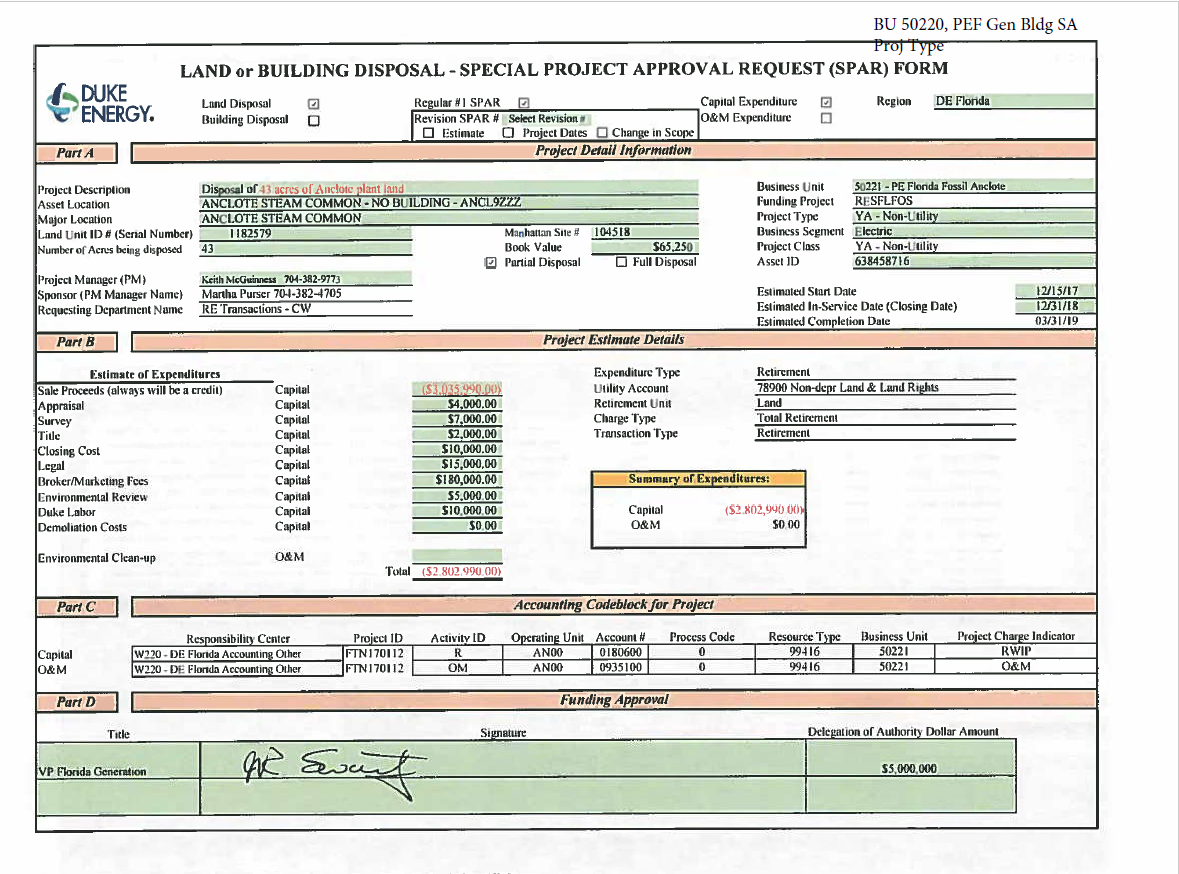 BU 50220, PEF Gen Bldg SA
Proj Type
LAND or BUILDING DISPOSAL - SPECIAL PROJECT APPROVAL REQUEST (SPAR) FORM
DUKE
ENERGY.
Land Disposal ☑ Regular #1 SPAR ☑ Capital Expenditure ☑ Region DE Florida
Building Disposal ☐ Revision SPAR # Select Revision # O&M Expenditure ☐
☐ Estimate ☐ Project Dates ☐ Change in Scope
Part A Project Detail Information
Project Description Disposal of 43 acres of Anclote plant land Business Unit 50221 - PE Florida Fossil Anclote
Asset Location ANCLOTE STEAM COMMON - NO BUILDING - ANCL9ZZZ Funding Project RESFLFOS
Major Location ANCLOTE STEAM COMMON Project Type YA - Non-Utility
Land Unit ID # (Serial Number) 1182579 Manhattan Site # 104518 Business Segment Electric
Number of Acres being disposed 43 Book Value $65,250 Project Class YA - Non-Utility
☑ Partial Disposal ☐ Full Disposal Asset ID 638458716
Project Manager (PM) Keith McGuinness 704-382-9773
Sponsor (PM Manager Name) Martha Purser 704-382-4705 Estimated Start Date 12/15/17
Requesting Department Name RE Transactions - CW Estimated In-Service Date (Closing Date) 12/31/18
Estimated Completion Date 03/31/19
Part B Project Estimate Details
Estimate of Expenditures Expenditure Type Retirement
Sale Proceeds (always will be a credit) Capital ($3,035,990.00) Utility Account 78900 Non-depr Land & Land Rights
Appraisal Capital $4,000.00 Retirement Unit Land
Survey Capital $7,000.00 Charge Type Total Retirement
Title Capital $2,000.00 Transaction Type Retirement
Closing Cost Capital $10,000.00
Legal Capital $15,000.00
Broker/Marketing Fees Capital $180,000.00 Summary of Expenditures:
Environmental Review Capital $5,000.00
Duke Labor Capital $10,000.00 Capital ($2,802,990.00)
Demoliation Costs Capital $0.00 O&M $0.00
Environmental Clean-up O&M
Total ($2,802,990.00)
Part C Accounting Codeblock for Project
Responsibility Center Project ID Activity ID Operating Unit Account # Process Code Resource Type Business Unit Project Charge Indicator
Capital W220 - DE Florida Accounting Other FTN170112 R AN00 0180600 0 99416 50221 RWIP
O&M W220 - DE Florida Accounting Other FTN170112 OM AN00 0935100 0 99416 50221 O&M
Part D Funding Approval
Title Signature Delegation of Authority Dollar Amount
VP Florida Generation $5,000,000